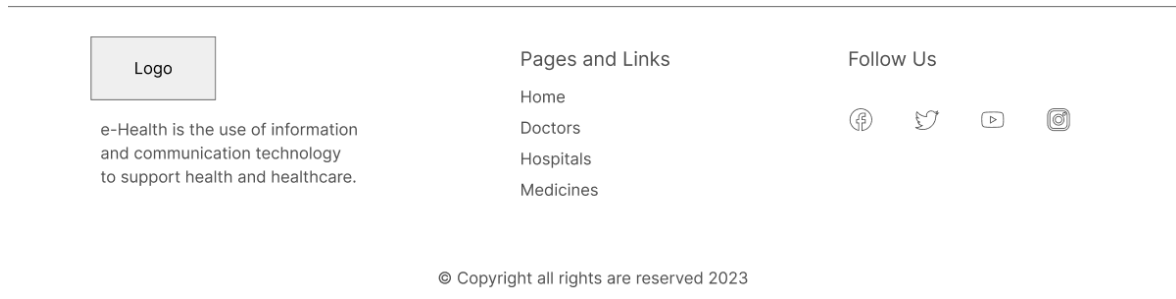 Logo
e-Health is the use of information
and communication technology
to support health and healthcare.
Pages and Links
Home
Doctors
Hospitals
Medicines
Follow Us
© Copyright all rights are reserved 2023